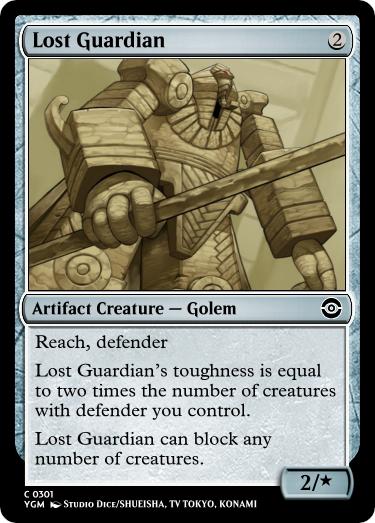 Lost Guardian 2
Artifact Creature — Golem
Reach, defender
Lost Guardian's toughness is equal
to two times the number of creatures
with defender you control.
Lost Guardian can block any
number of creatures.
2/★
C 0301
YGM Studio Dice/SHUEISHA, TV TOKYO, KONAMI